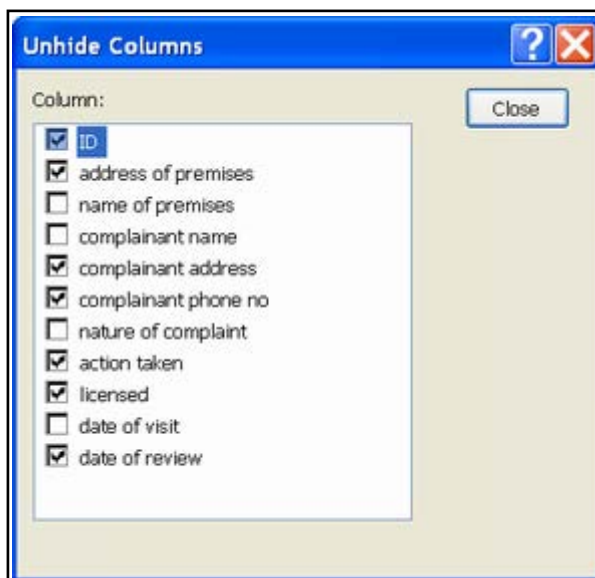 Unhide Columns
?
Column:
Close
ID
address of premises
name of premises
complainant name
complainant address
complainant phone no
nature of complaint
action taken
licensed
date of visit
date of review